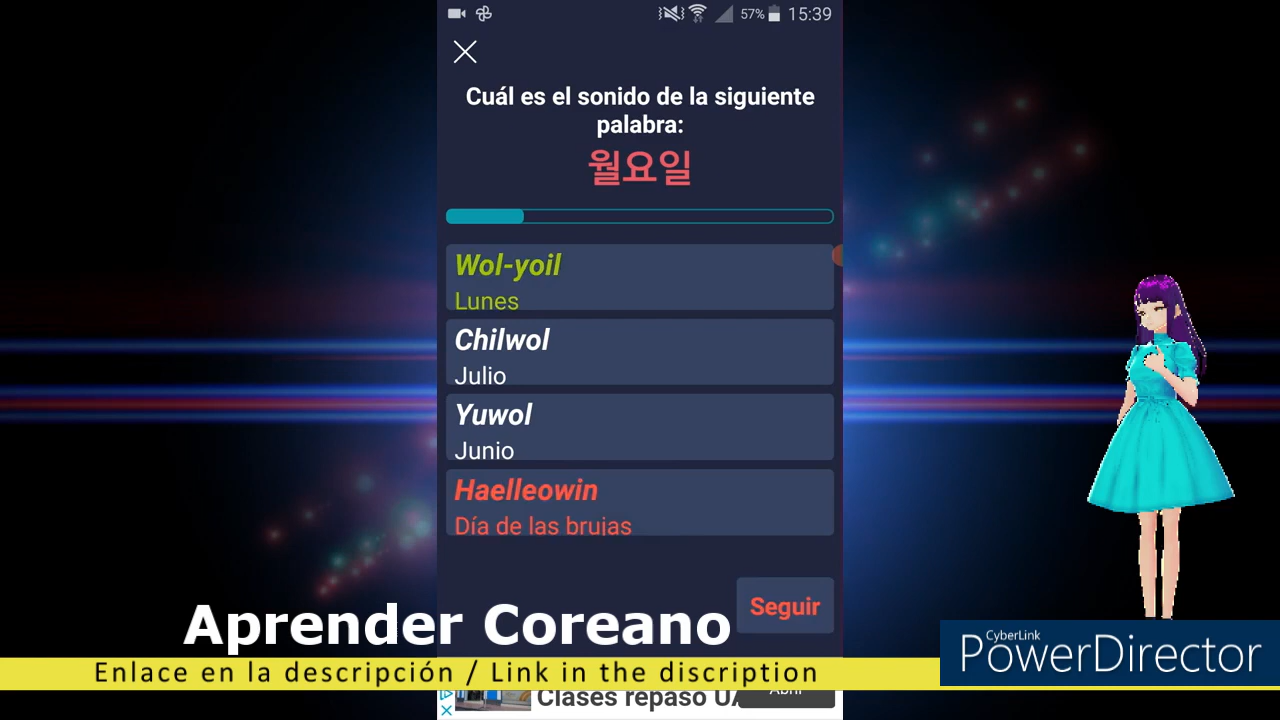 57% 15:39
Cuál es el sonido de la siguiente
palabra:
월요일
Wol-yoil
Lunes
Chilwol
Julio
Yuwol
Junio
Haelleowin
Día de las brujas
Seguir
Aprender Coreano
Enlace en la descripción / Link in the discription
CyberLink
PowerDirector
Clases repaso
Abrir